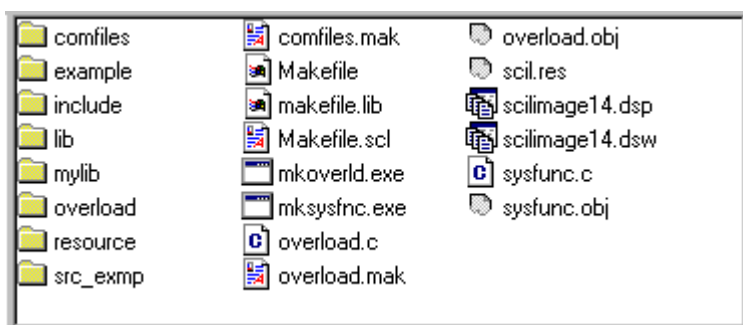 comfiles
example
include
lib
mylib
overload
resource
src_exmp
comfiles.mak
Makefile
makefile.lib
Makefile.scl
mkoverld.exe
mksysfnc.exe
overload.c
overload.mak
overload.obj
scil.res
scilimage14.dsp
scilimage14.dsw
sysfunc.c
sysfunc.obj